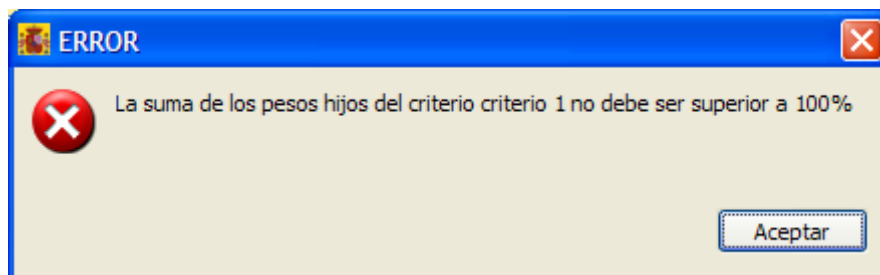 ERROR
La suma de los pesos hijos del criterio criterio 1 no debe ser superior a 100%
Aceptar